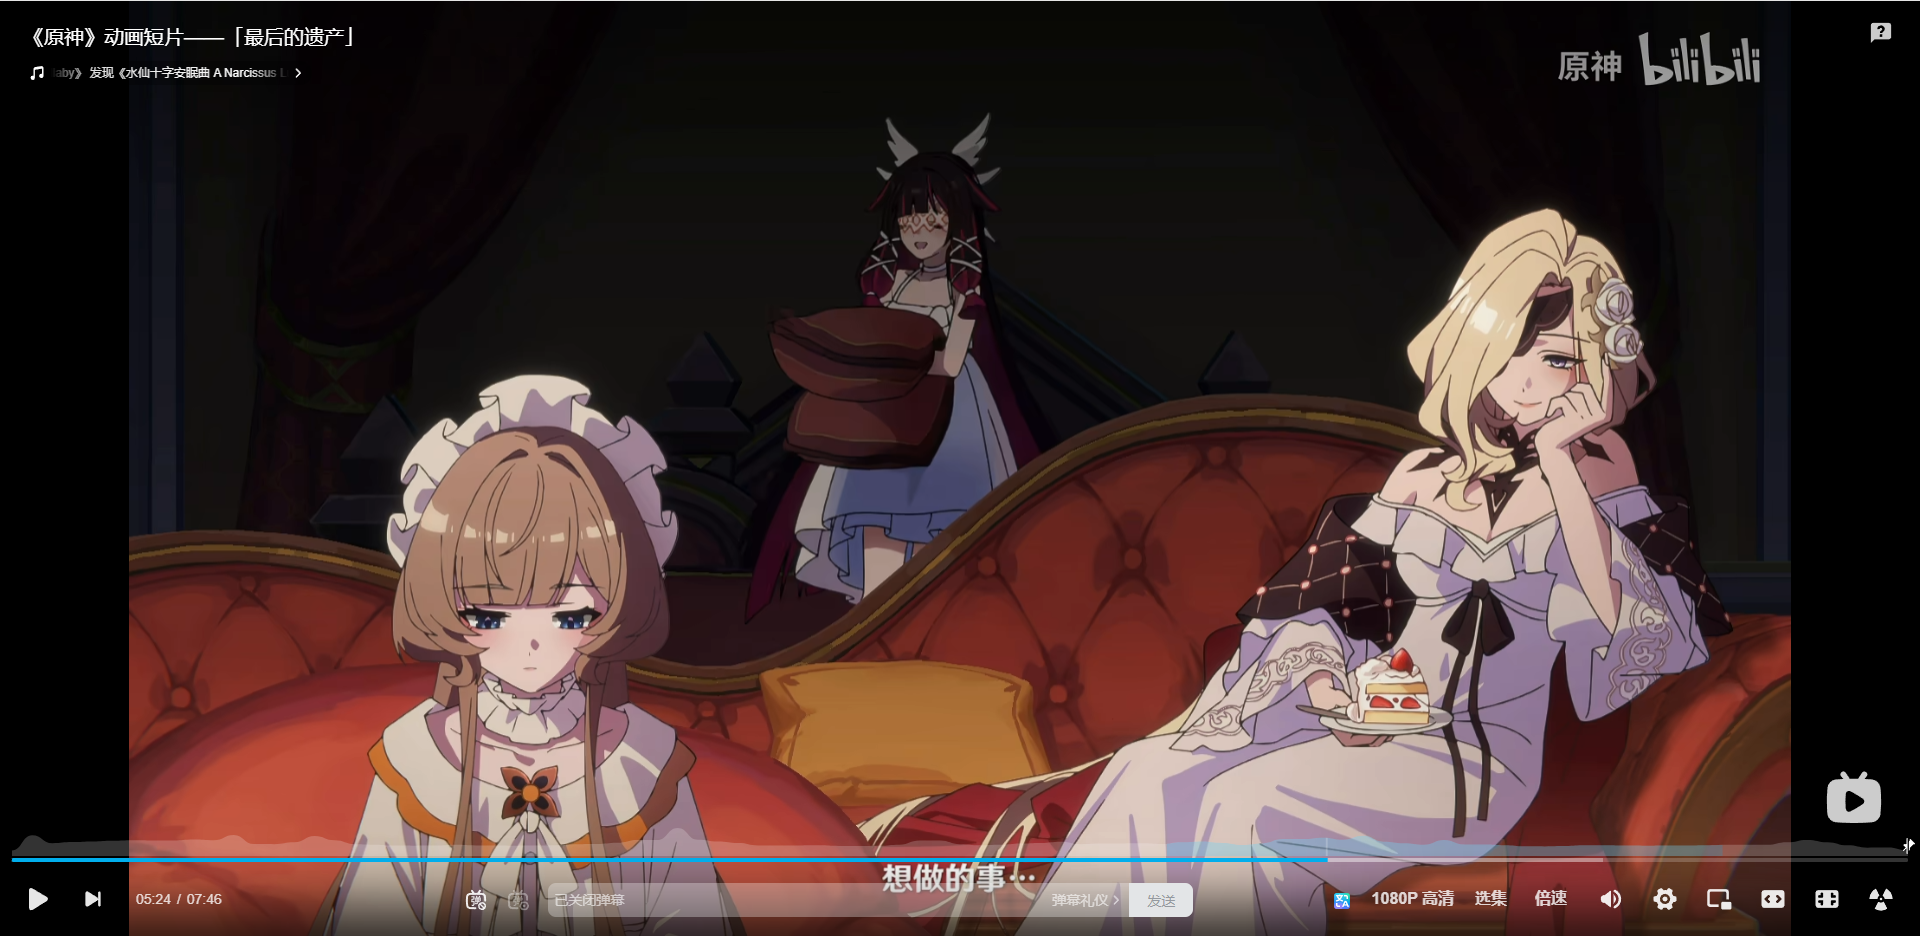 《原神》动画短片——「最后的遗产」
aby》 发现《水仙十字安眠曲 A Narcissus L
原神 bilibili
想做的事…
05:24 / 07:46
弹
已关闭弹幕
弹幕礼仪
发送
1080P 高清
选集
倍速